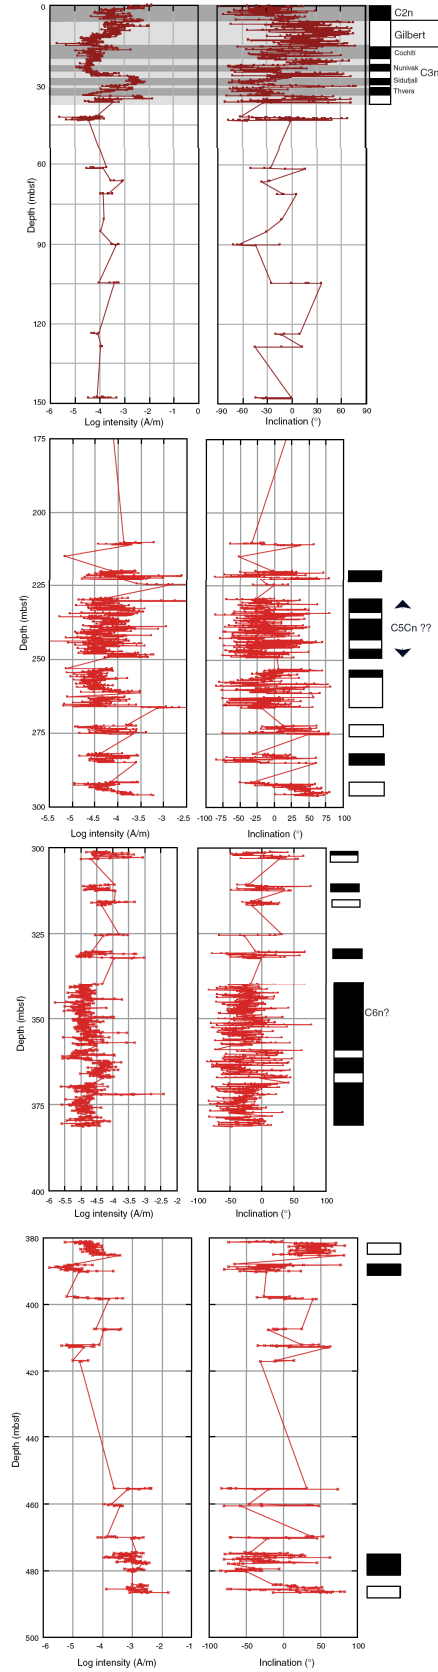 0
30
60
90
120
150
Depth (mbsf)
-6 -5 -4 -3 -2 -1 0
Log intensity (A/m)
-90 -60 -30 0 30 60 90
Inclination (°)
C2n
Gilbert
Cochiti
Nunivak
C3n
Sidufjall
Thvera
175
200
225
250
275
300
Depth (mbsf)
-5.5 -5 -4.5 -4 -3.5 -3 -2.5
Log intensity (A/m)
-100 -75 -50 -25 0 25 50 75 100
Inclination (°)
C5Cn ??
300
325
350
375
400
Depth (mbsf)
-6 -5.5 -5 -4.5 -4 -3.5 -3 -2.5 -2
Log intensity (A/m)
-100 -50 0 50 100
Inclination (°)
C6n?
380
400
420
440
460
480
500
Depth (mbsf)
-6 -5 -4 -3 -2 -1 0
Log intensity (A/m)
-100 -50 0 50 100
Inclination (°)